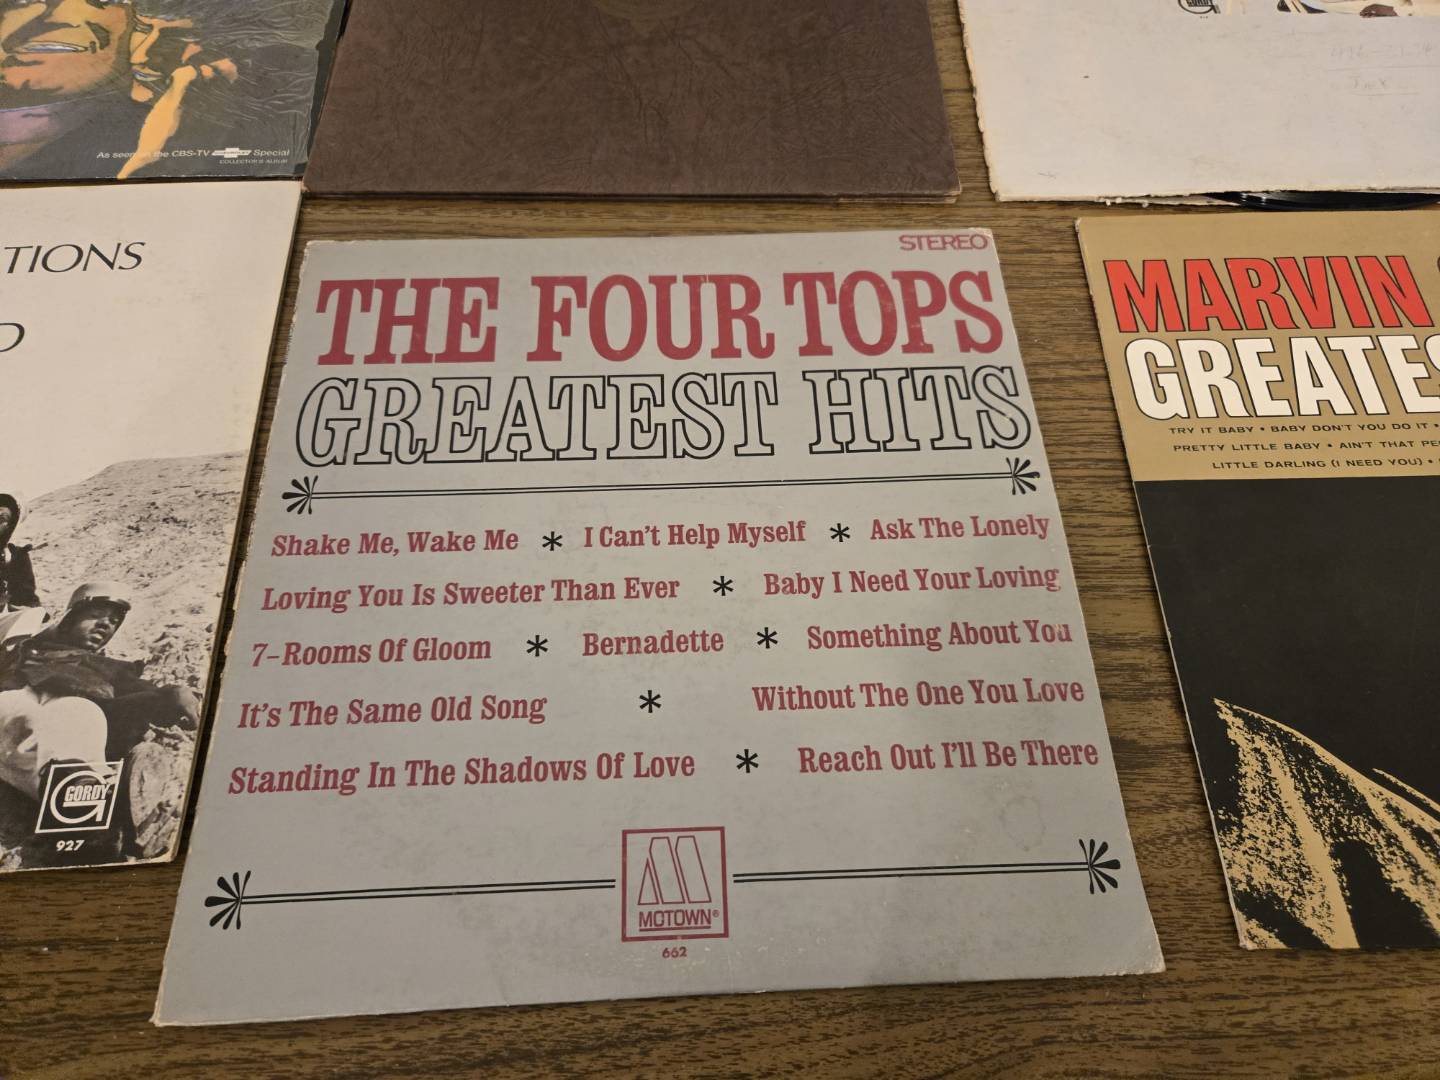 As seen on the CBS-TV CHEVROLET Special
COLLECTOR'S ALBUM
GORDY
TIONS
GORDY
927
STEREO
THE FOUR TOPS
GREATEST HITS
Shake Me, Wake Me * I Can't Help Myself * Ask The Lonely
Loving You Is Sweeter Than Ever * Baby I Need Your Loving
7-Rooms Of Gloom * Bernadette * Something About You
It's The Same Old Song * Without The One You Love
Standing In The Shadows Of Love * Reach Out I'll Be There
MOTOWN®
662
MARVIN
GREATES
TRY IT BABY • BABY DON'T YOU DO IT •
PRETTY LITTLE BABY • AIN'T THAT PE
LITTLE DARLING (I NEED YOU) •